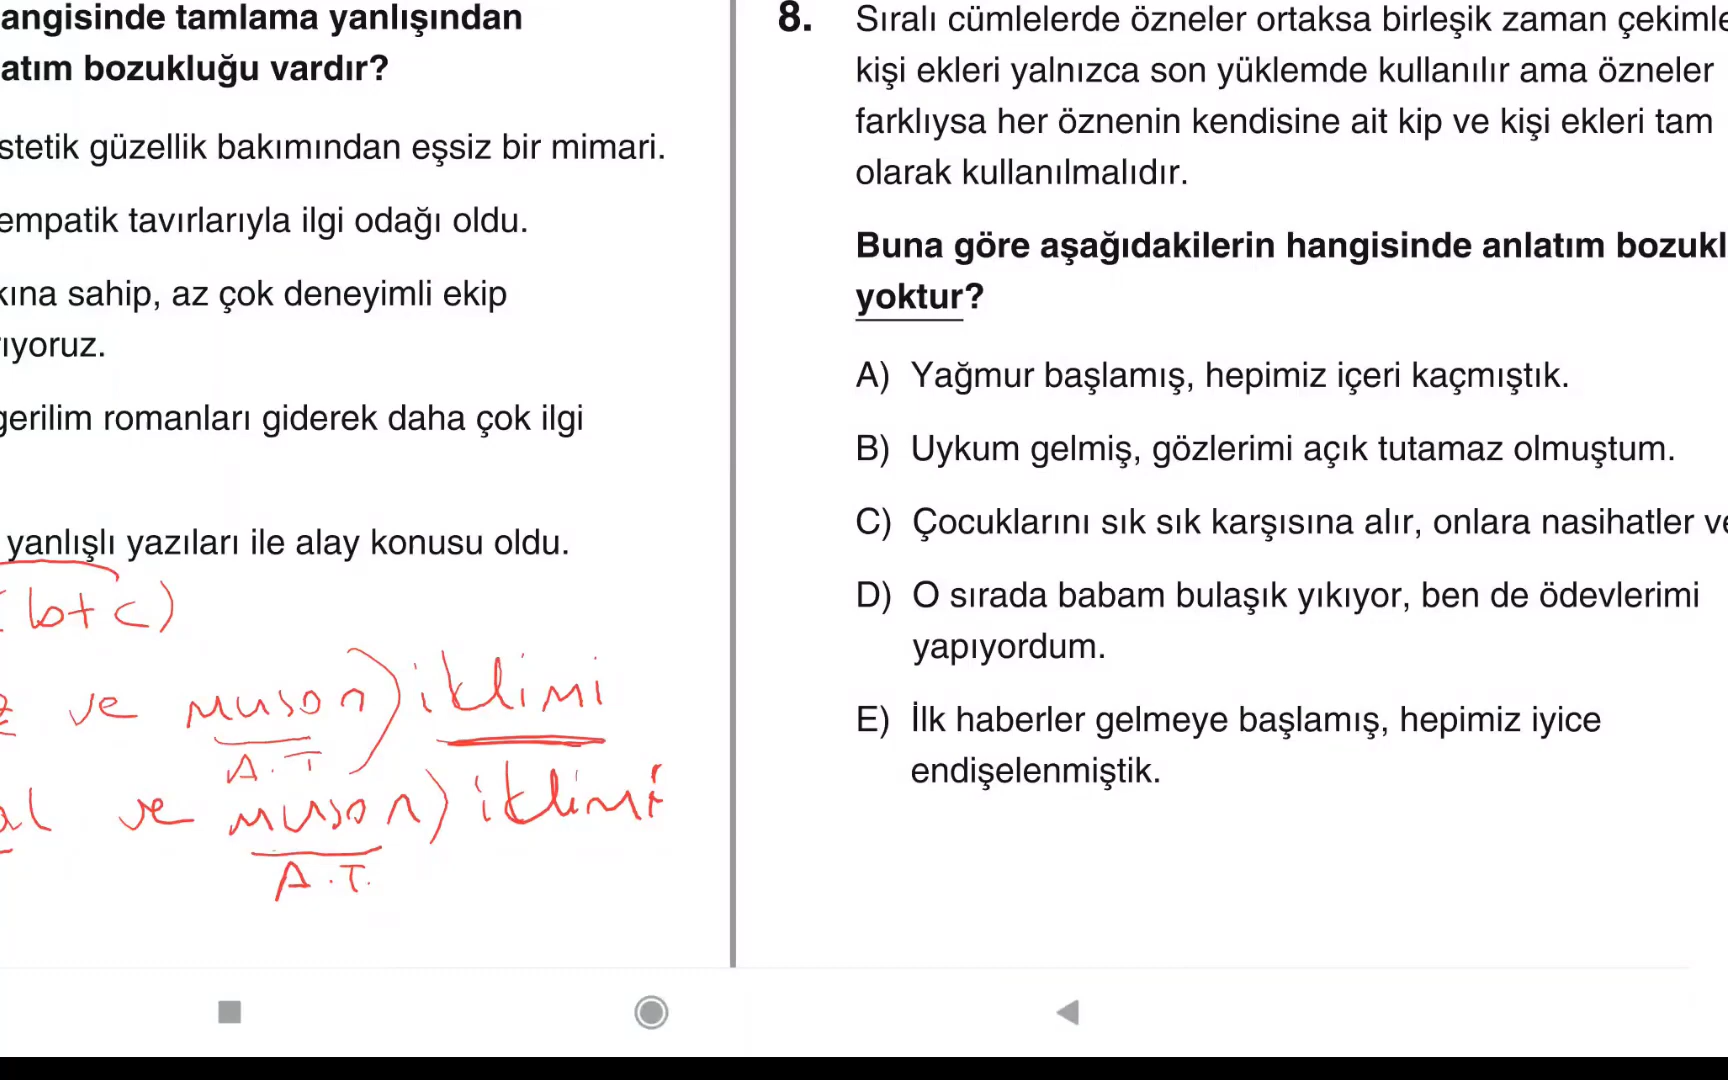 angisinde tamlama yanlışından
atım bozukluğu vardır?
stetik güzellik bakımından eşsiz bir mimari.
empatik tavırlarıyla ilgi odağı oldu.
kına sahip, az çok deneyimli ekip
ıyoruz.
gerilim romanları giderek daha çok ilgi
yanlışlı yazıları ile alay konusu oldu.
(b+c)
ve muson) iklimi
A.T
al ve muson) iklimi
A.T.
8. Sıralı cümlelerde özneler ortaksa birleşik zaman çekimle
kişi ekleri yalnızca son yüklemde kullanılır ama özneler
farklıysa her öznenin kendisine ait kip ve kişi ekleri tam
olarak kullanılmalıdır.
Buna göre aşağıdakilerin hangisinde anlatım bozukl
yoktur?
A) Yağmur başlamış, hepimiz içeri kaçmıştık.
B) Uykum gelmiş, gözlerimi açık tutamaz olmuştum.
C) Çocuklarını sık sık karşısına alır, onlara nasihatler ve
D) O sırada babam bulaşık yıkıyor, ben de ödevlerimi
yapıyordum.
E) İlk haberler gelmeye başlamış, hepimiz iyice
endişelenmiştik.